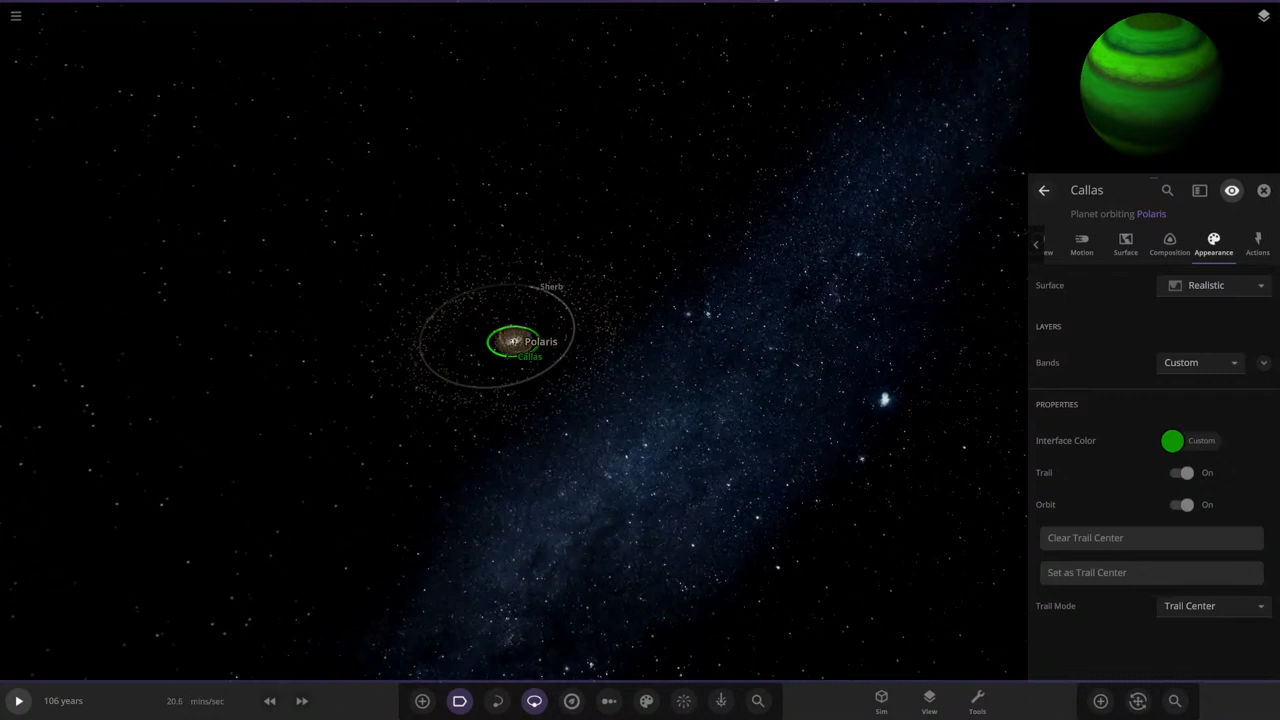 Sherb
Polaris
Callas
Callas
Planet orbiting Polaris
ew
Motion
Surface
Composition
Appearance
Actions
Surface
Realistic
LAYERS
Bands
Custom
PROPERTIES
Interface Color
Custom
Trail
On
Orbit
On
Clear Trail Center
Set as Trail Center
Trail Mode
Trail Center
106 years
20.6 mins/sec
Sim
View
Tools